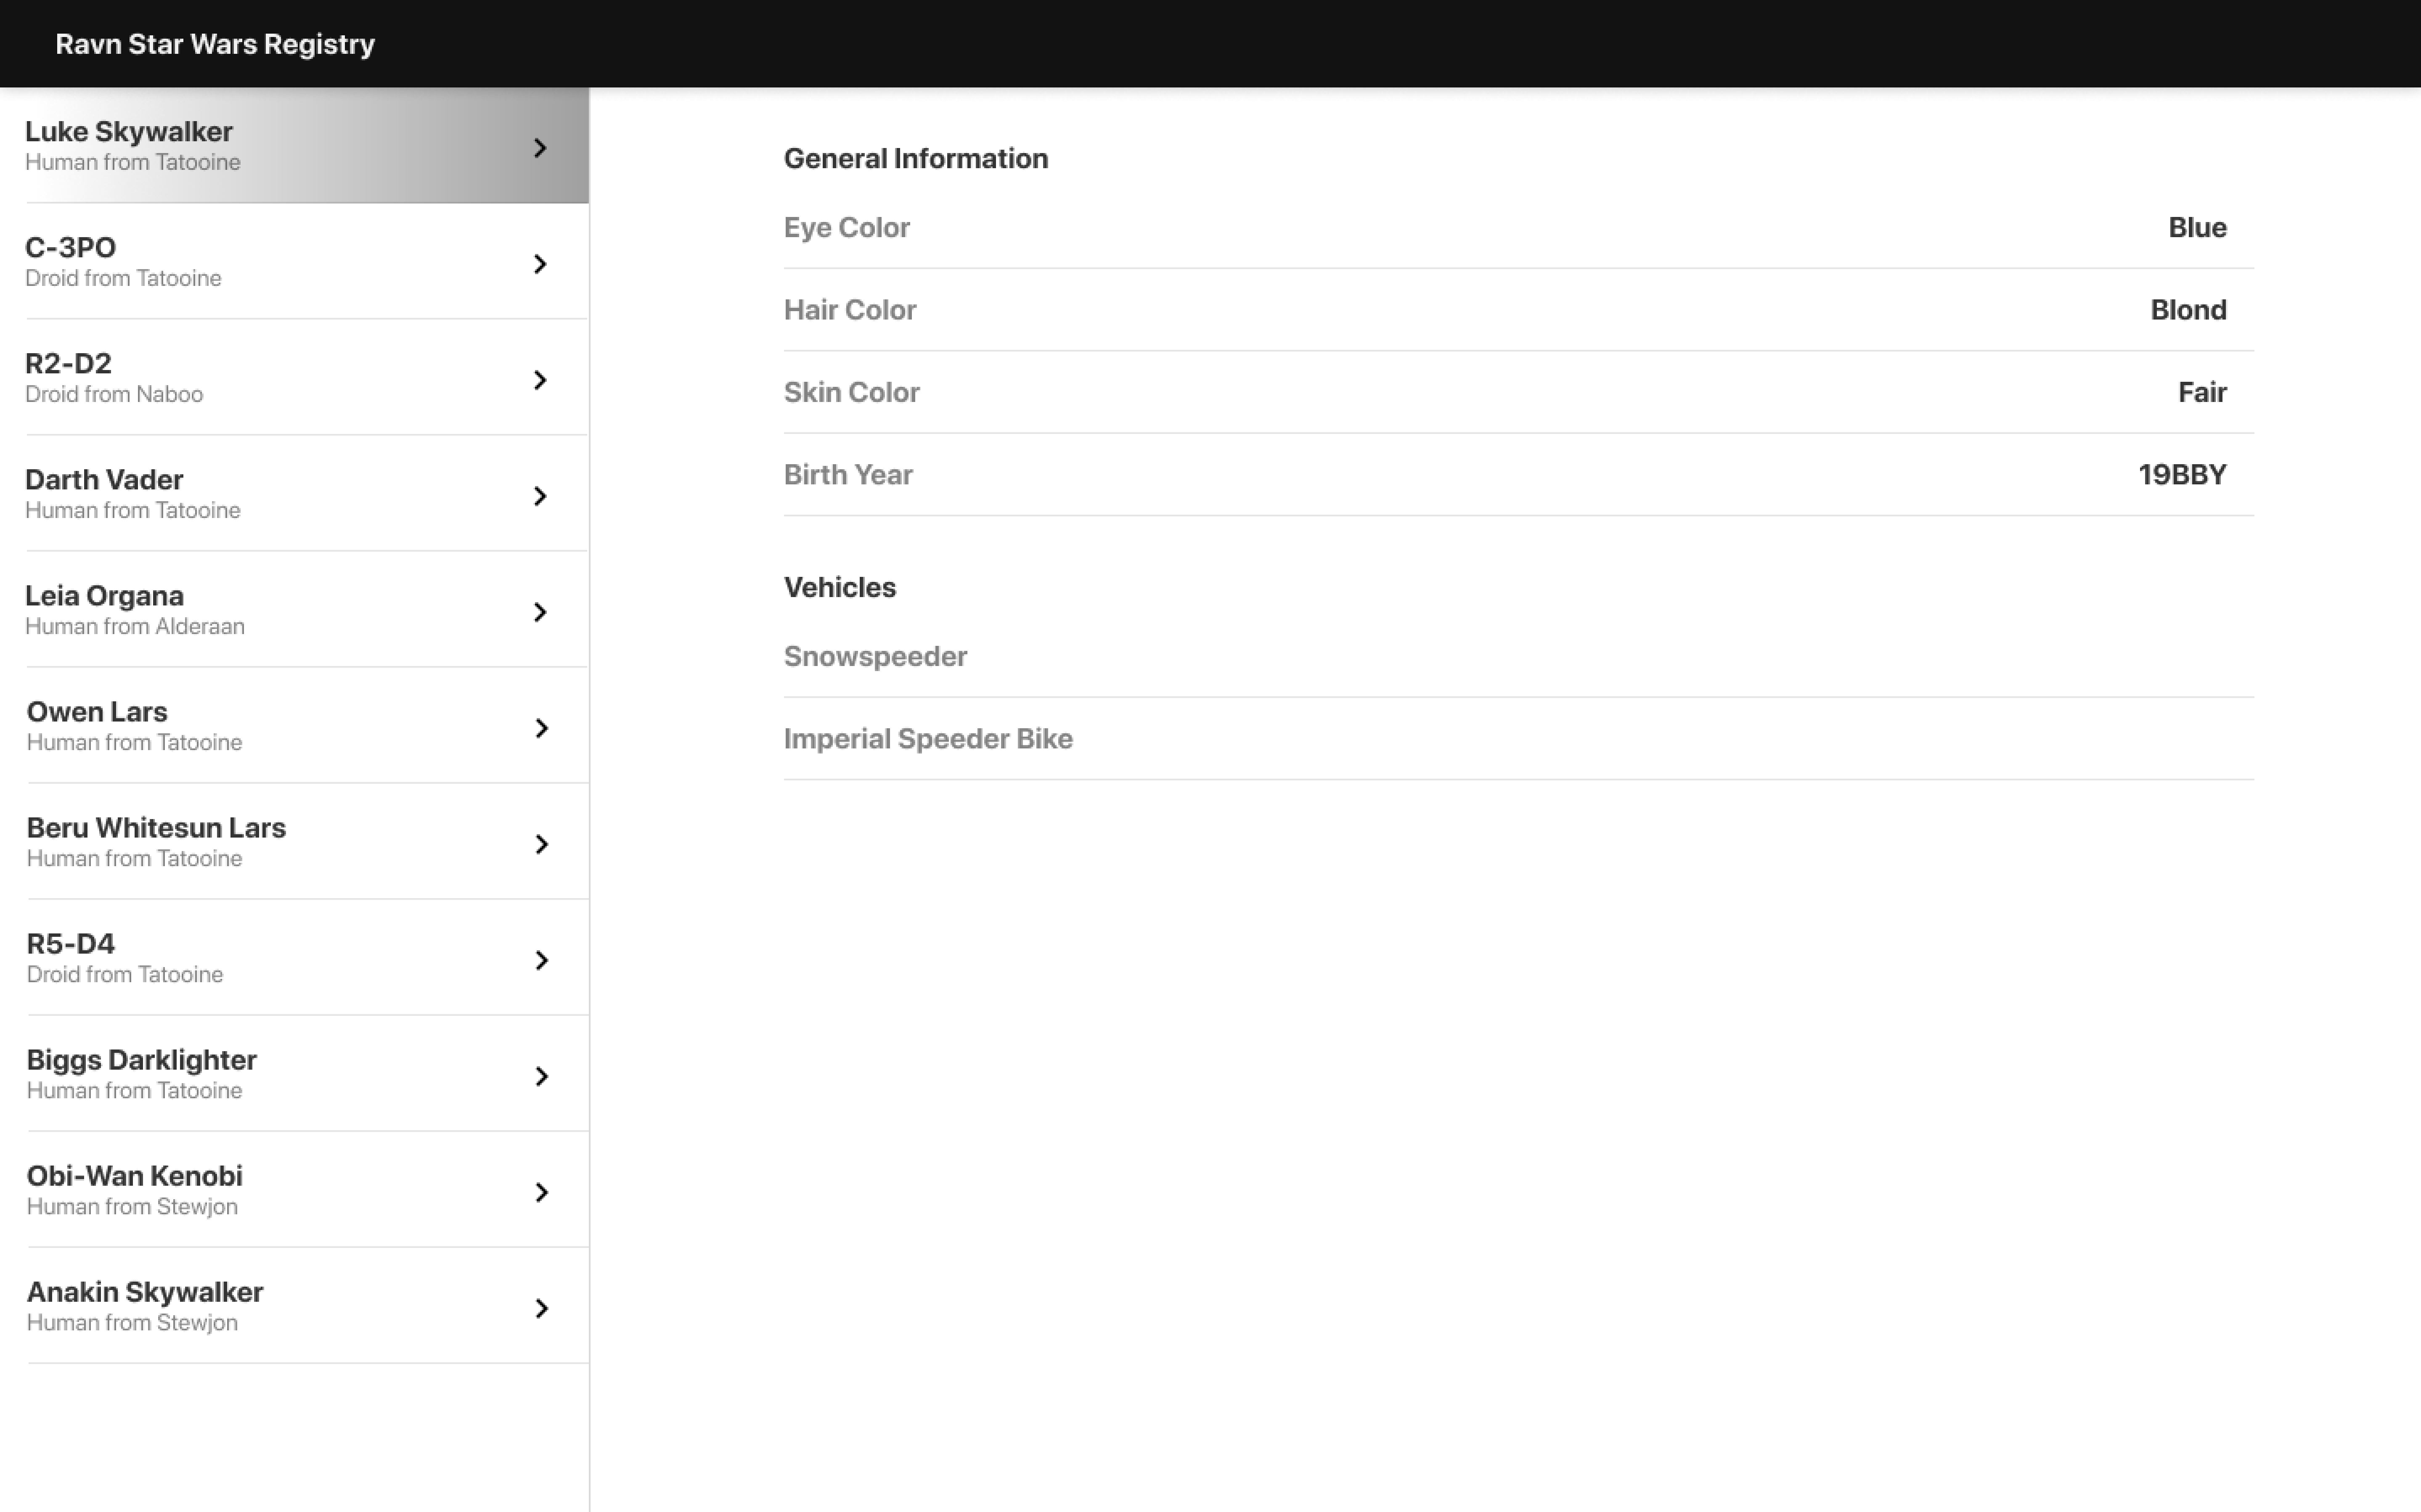 Ravn Star Wars Registry
Luke Skywalker
Human from Tatooine
C-3PO
Droid from Tatooine
R2-D2
Droid from Naboo
Darth Vader
Human from Tatooine
Leia Organa
Human from Alderaan
Owen Lars
Human from Tatooine
Beru Whitesun Lars
Human from Tatooine
R5-D4
Droid from Tatooine
Biggs Darklighter
Human from Tatooine
Obi-Wan Kenobi
Human from Stewjon
Anakin Skywalker
Human from Stewjon
General Information
Eye Color Blue
Hair Color Blond
Skin Color Fair
Birth Year 19BBY
Vehicles
Snowspeeder
Imperial Speeder Bike